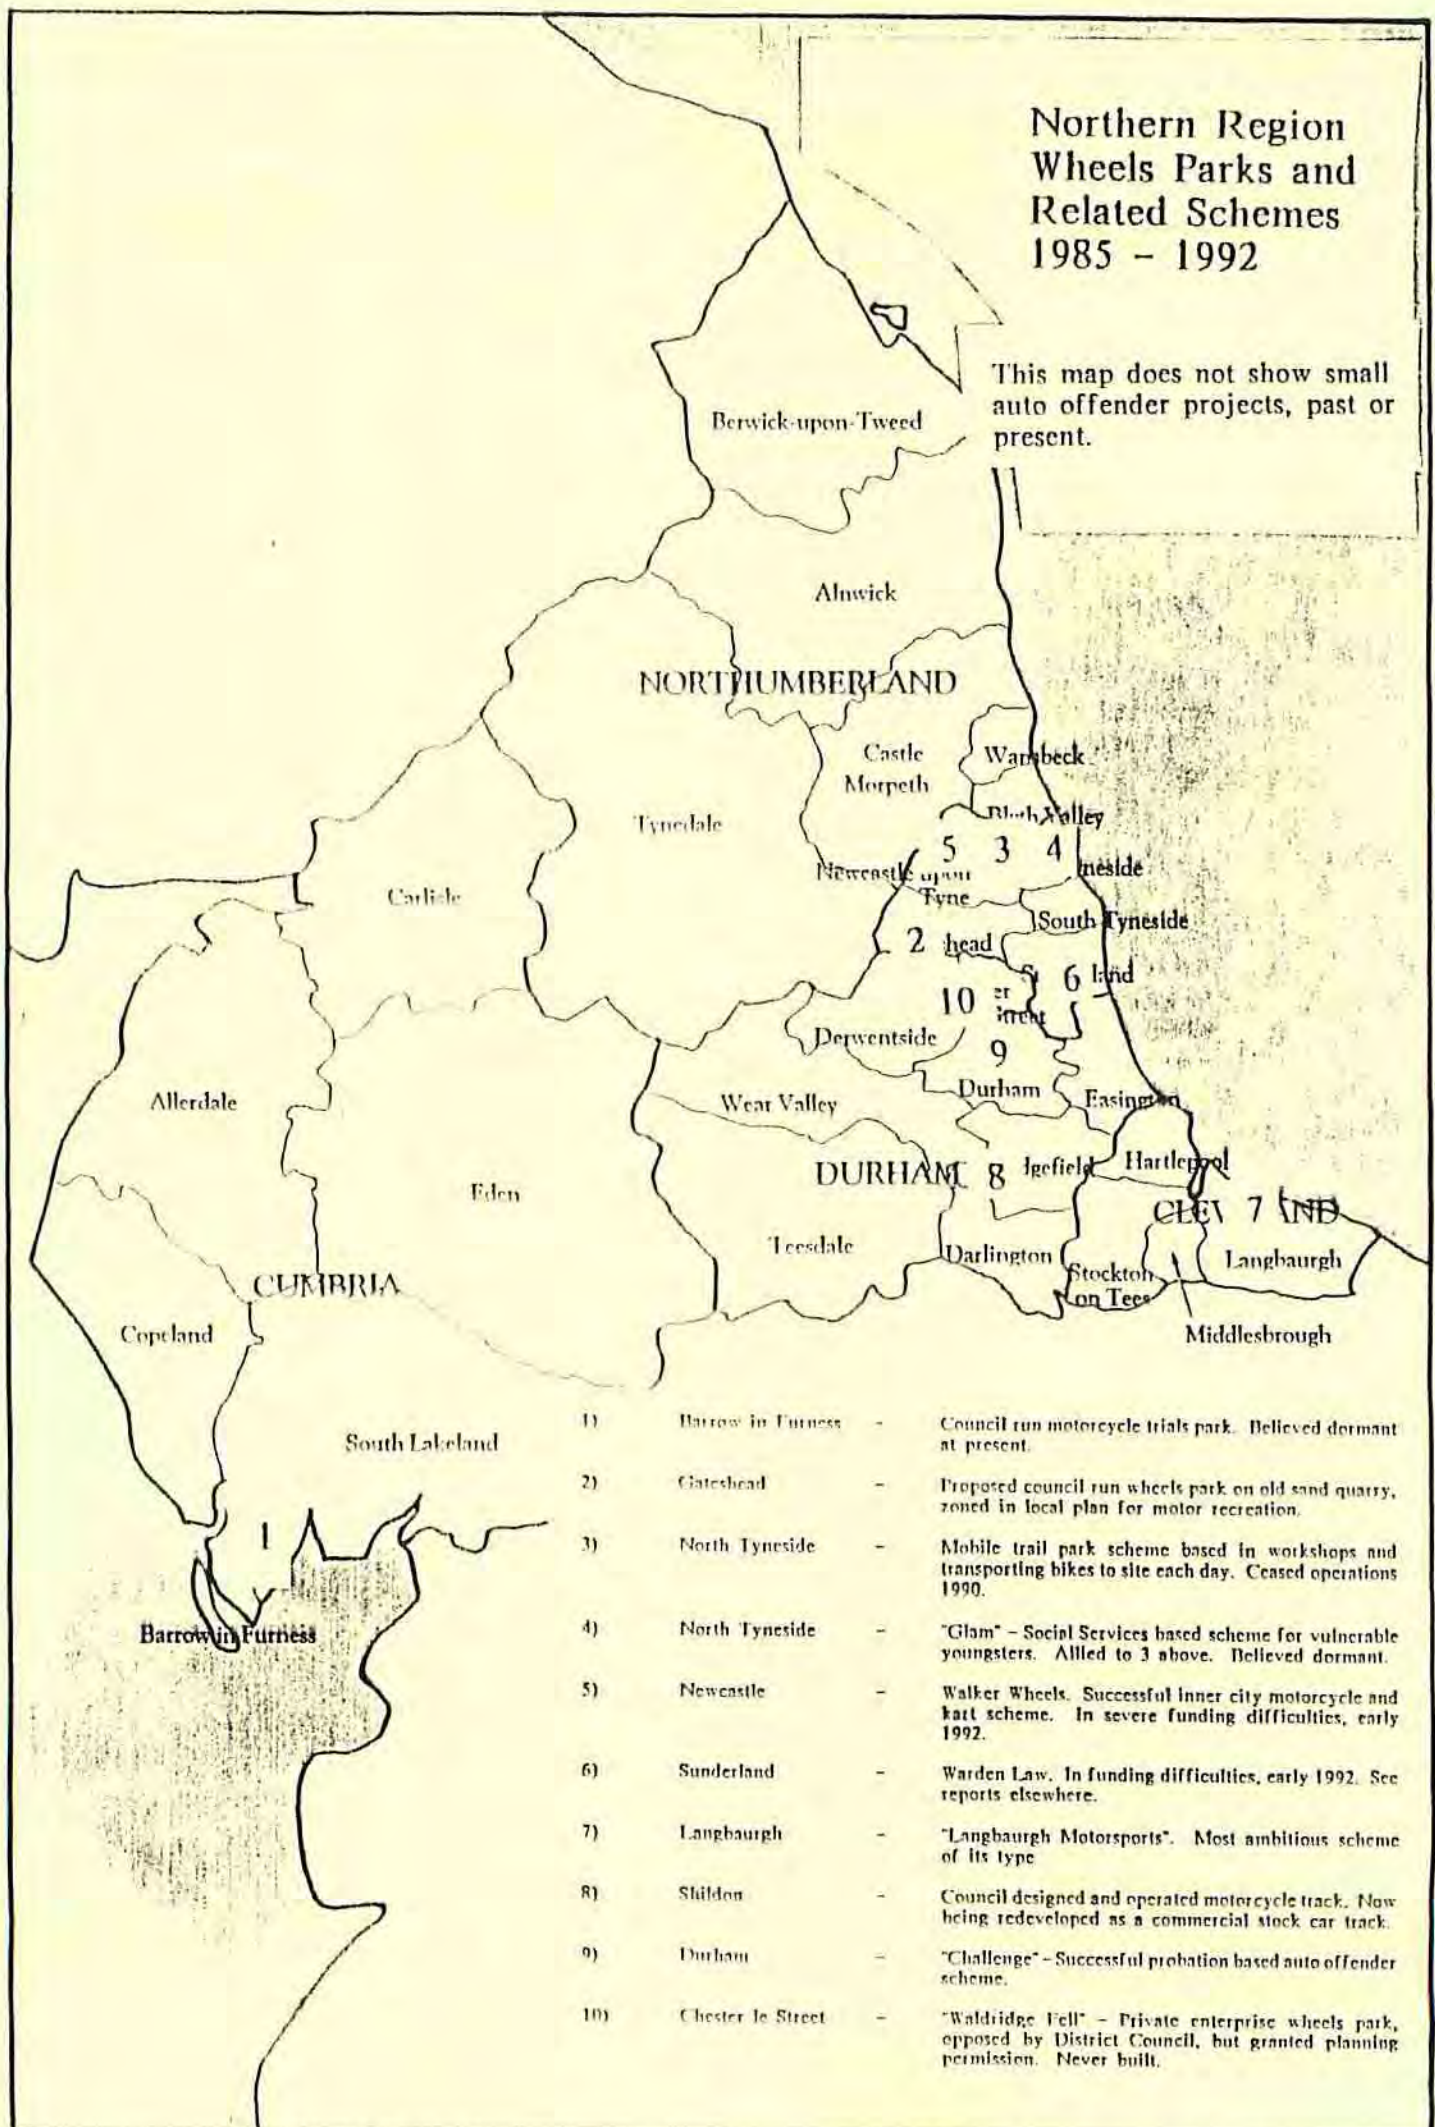 Northern Region
Wheels Parks and
Related Schemes
1985 - 1992
This map does not show small
auto offender projects, past or
present.
Berwick-upon-Tweed
Alnwick
NORTHUMBERLAND
Castle
Morpeth
Wansbeck
Blyth Valley
Tynedale
5 3 4
Newcastle upon
Tyne
neside
Carlisle
South Tyneside
2 head
6 land
10 er
treet
Derwentside
9
Durham
Easington
Allerdale
Wear Valley
DURHAM 8 lgefield
Hartlepool
Eden
CLEV 7 AND
Teesdale
Darlington
Stockton
on Tees
Langbaurgh
CUMBRIA
Copeland
Middlesbrough
South Lakeland
1
Barrow in Furness
1) Barrow in Furness - Council run motorcycle trials park. Believed dormant
at present.
2) Gateshead - Proposed council run wheels park on old sand quarry,
zoned in local plan for motor recreation.
3) North Tyneside - Mobile trail park scheme based in workshops and
transporting bikes to site each day. Ceased operations
1990.
4) North Tyneside - "Glam" - Social Services based scheme for vulnerable
youngsters. Allied to 3 above. Believed dormant.
5) Newcastle - Walker Wheels. Successful inner city motorcycle and
kart scheme. In severe funding difficulties, early
1992.
6) Sunderland - Warden Law. In funding difficulties, early 1992. See
reports elsewhere.
7) Langbaurgh - "Langbaurgh Motorsports". Most ambitious scheme
of its type
8) Shildon - Council designed and operated motorcycle track. Now
being redeveloped as a commercial stock car track.
9) Durham - "Challenge" - Successful probation based auto offender
scheme.
10) Chester le Street - "Waldridge Fell" - Private enterprise wheels park,
opposed by District Council, but granted planning
permission. Never built.